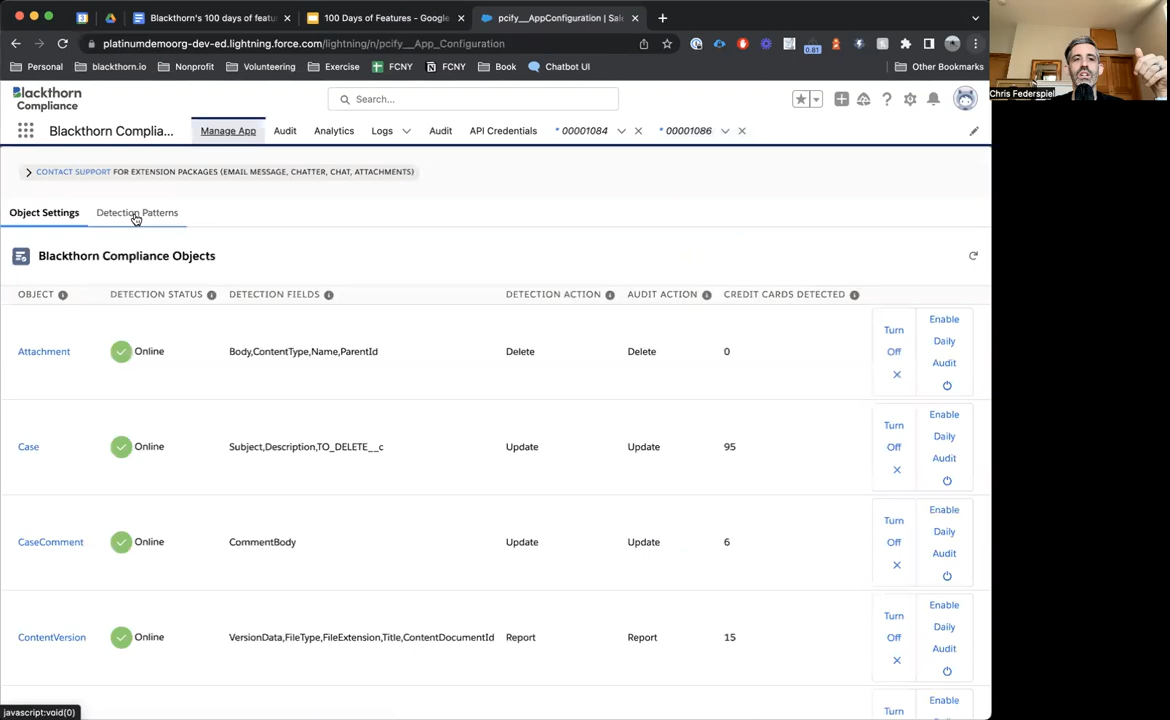 Blackthorn's 100 days of featu
100 Days of Features - Google
pcify__AppConfiguration | Sale
platinumdemoorg-dev-ed.lightning.force.com/lightning/n/pcify__App_Configuration
0.81
Personal
blackthorn.io
Nonprofit
Volunteering
Exercise
FCNY
FCNY
Book
Chatbot UI
Other Bookmarks
Chris Federspiel
Blackthorn
Compliance
Search...
Blackthorn Complia...
Manage App
Audit
Analytics
Logs
Audit
API Credentials
* 00001084
* 00001086
CONTACT SUPPORT FOR EXTENSION PACKAGES (EMAIL MESSAGE, CHATTER, CHAT, ATTACHMENTS)
Object Settings
Detection Patterns
Blackthorn Compliance Objects
OBJECT
DETECTION STATUS
DETECTION FIELDS
DETECTION ACTION
AUDIT ACTION
CREDIT CARDS DETECTED
Attachment
Online
Body,ContentType,Name,ParentId
Delete
Delete
0
Turn
Off
Enable
Daily
Audit
Case
Online
Subject,Description,TO_DELETE__c
Update
Update
95
Turn
Off
Enable
Daily
Audit
CaseComment
Online
CommentBody
Update
Update
6
Turn
Off
Enable
Daily
Audit
ContentVersion
Online
VersionData,FileType,FileExtension,Title,ContentDocumentId
Report
Report
15
Turn
Off
Enable
Daily
Audit
Turn
Enable
javascript:void(0)